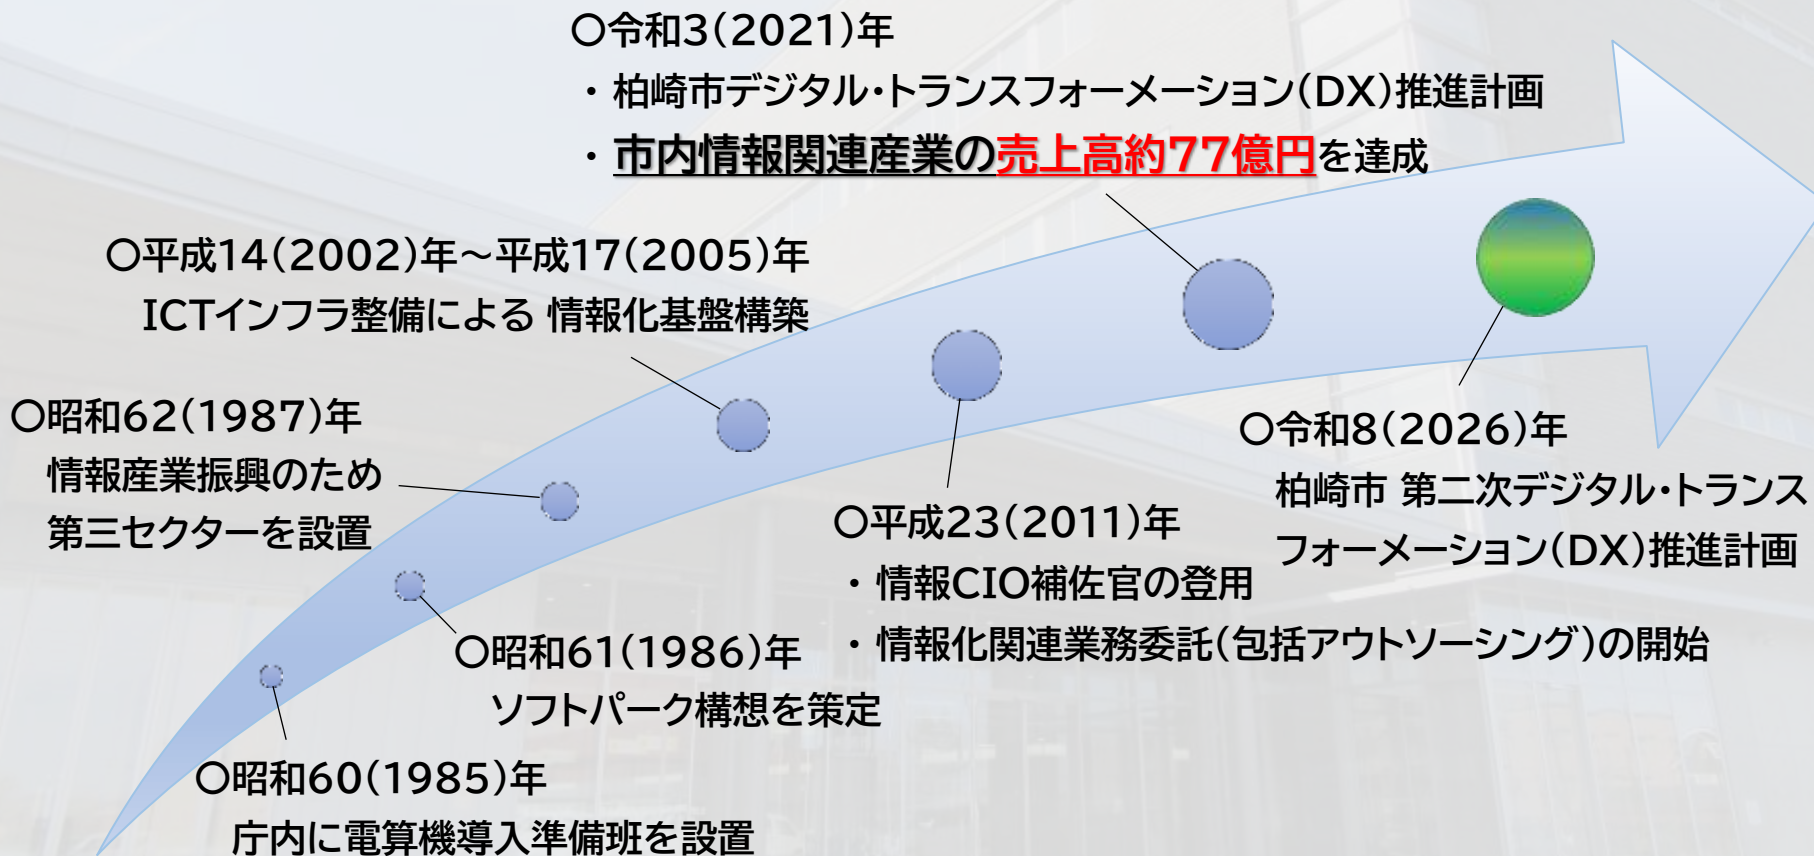 〇令和3(2021)年
・柏崎市デジタル・トランスフォーメーション(DX)推進計画
・市内情報関連産業の売上高約77億円を達成
〇平成14(2002)年～平成17(2005)年
ICTインフラ整備による 情報化基盤構築
〇昭和62(1987)年
情報産業振興のため
第三セクターを設置
〇令和8(2026)年
柏崎市 第二次デジタル・トランス
フォーメーション(DX)推進計画
〇平成23(2011)年
・情報CIO補佐官の登用
・情報化関連業務委託(包括アウトソーシング)の開始
〇昭和61(1986)年
ソフトパーク構想を策定
〇昭和60(1985)年
庁内に電算機導入準備班を設置